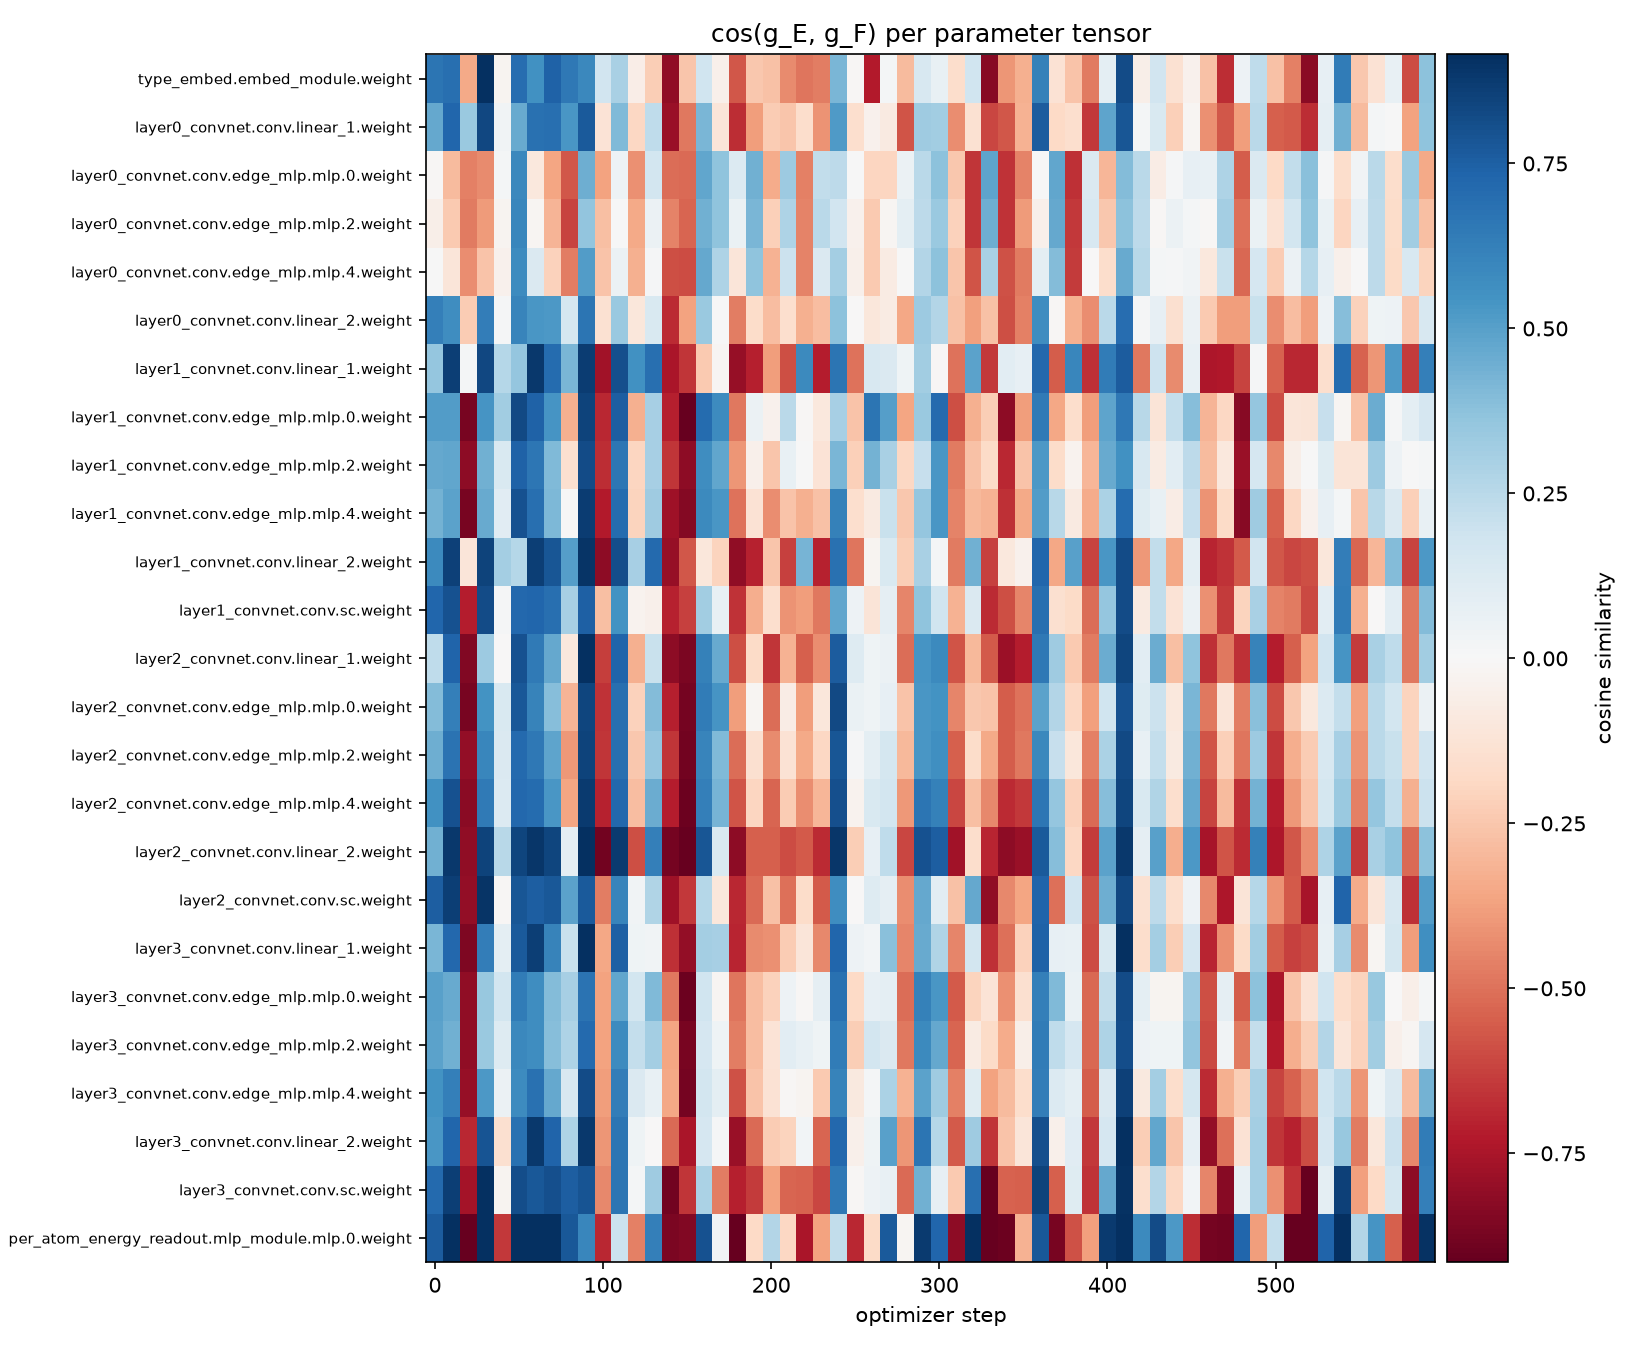 cos(g_E, g_F) per parameter tensor
type_embed.embed_module.weight
layer0_convnet.conv.linear_1.weight
layer0_convnet.conv.edge_mlp.mlp.0.weight
layer0_convnet.conv.edge_mlp.mlp.2.weight
layer0_convnet.conv.edge_mlp.mlp.4.weight
layer0_convnet.conv.linear_2.weight
layer1_convnet.conv.linear_1.weight
layer1_convnet.conv.edge_mlp.mlp.0.weight
layer1_convnet.conv.edge_mlp.mlp.2.weight
layer1_convnet.conv.edge_mlp.mlp.4.weight
layer1_convnet.conv.linear_2.weight
layer1_convnet.conv.sc.weight
layer2_convnet.conv.linear_1.weight
layer2_convnet.conv.edge_mlp.mlp.0.weight
layer2_convnet.conv.edge_mlp.mlp.2.weight
layer2_convnet.conv.edge_mlp.mlp.4.weight
layer2_convnet.conv.linear_2.weight
layer2_convnet.conv.sc.weight
layer3_convnet.conv.linear_1.weight
layer3_convnet.conv.edge_mlp.mlp.0.weight
layer3_convnet.conv.edge_mlp.mlp.2.weight
layer3_convnet.conv.edge_mlp.mlp.4.weight
layer3_convnet.conv.linear_2.weight
layer3_convnet.conv.sc.weight
per_atom_energy_readout.mlp_module.mlp.0.weight
0 100 200 300 400 500
optimizer step
0.75
0.50
0.25
0.00
−0.25
−0.50
−0.75
cosine similarity